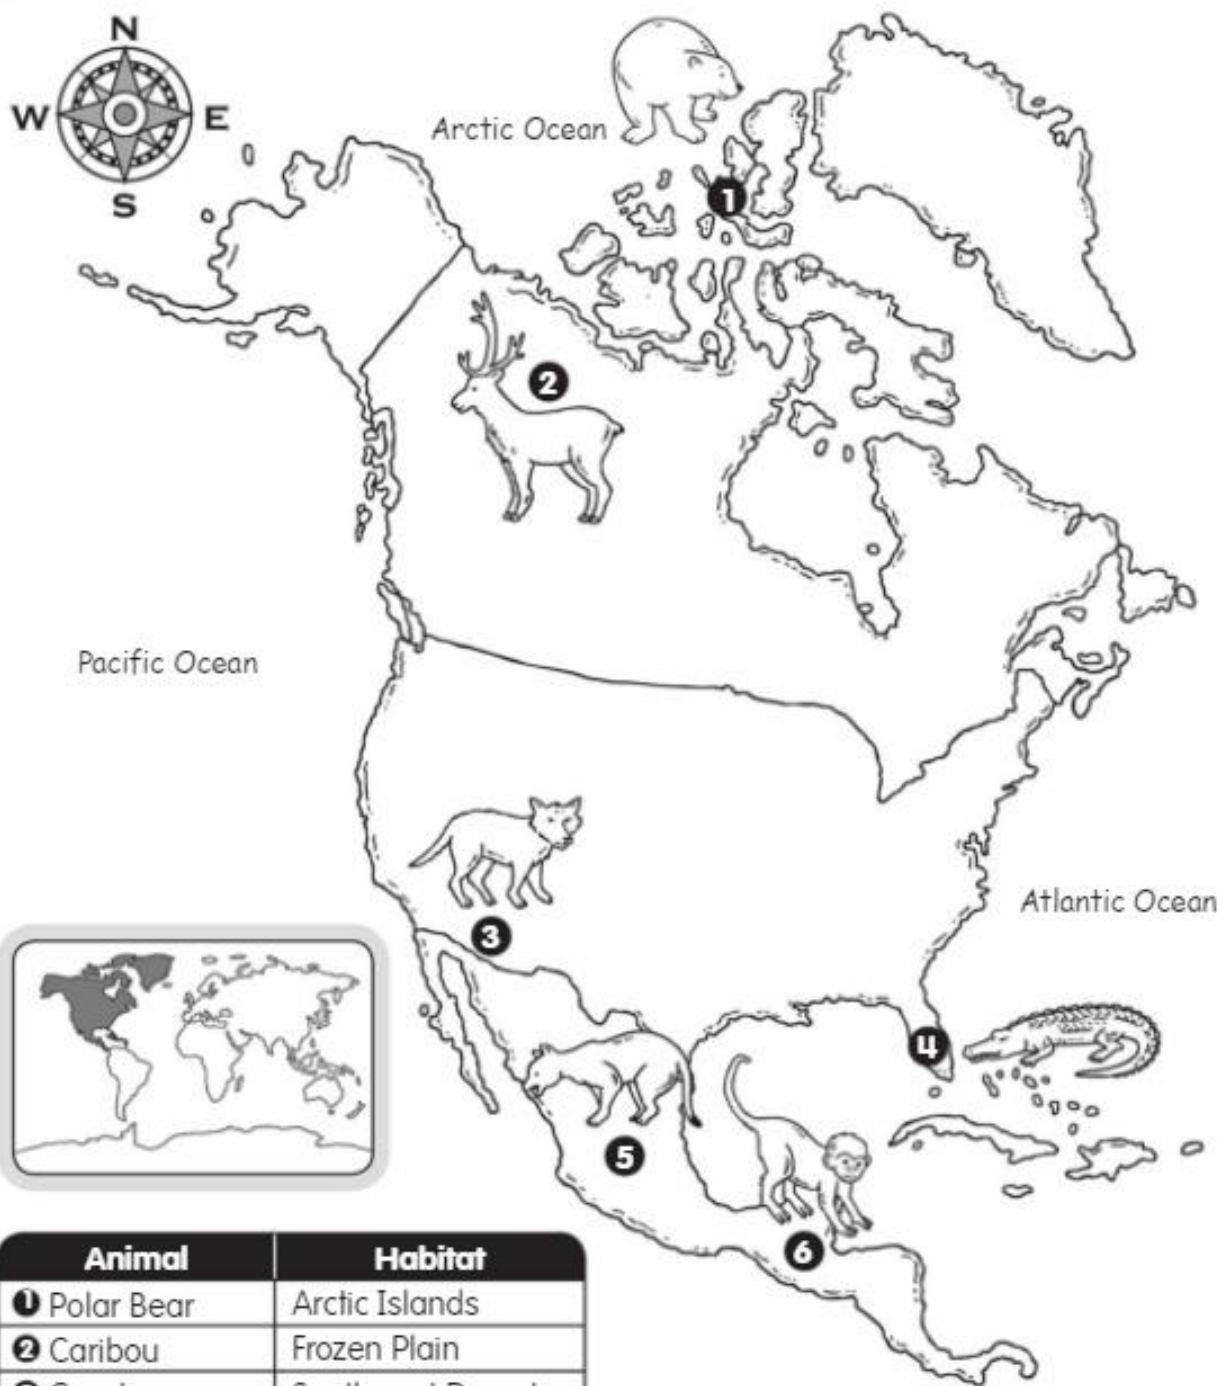 N
W E
S
Arctic Ocean
1
2
Pacific Ocean
3
Atlantic Ocean
4
5
6
Animal Habitat
1 Polar Bear Arctic Islands
2 Caribou Frozen Plain